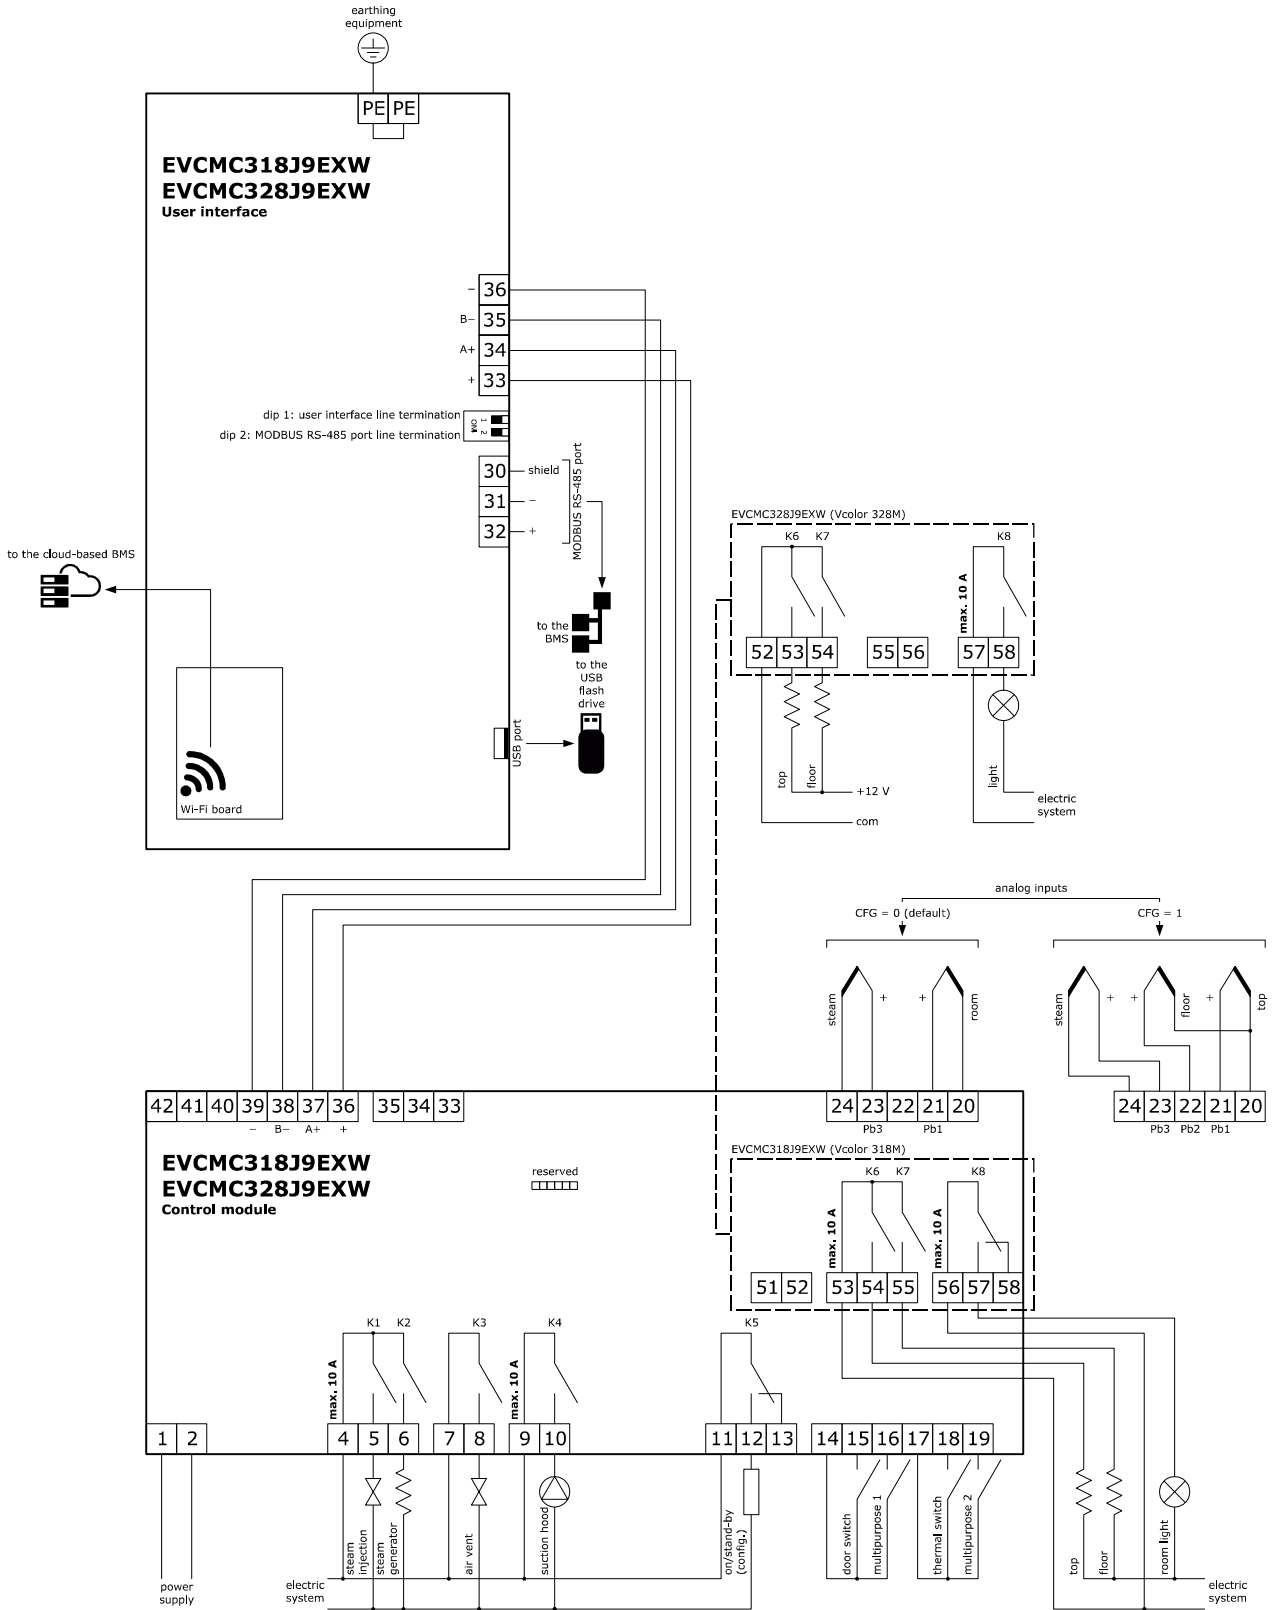 earthing
equipment
PE PE
EVCMC318J9EXW
EVCMC328J9EXW
User interface
− 36
B− 35
A+ 34
+ 33
dip 1: user interface line termination
dip 2: MODBUS RS-485 port line termination
ON 1 2
30 shield
31 −
32 +
MODBUS RS-485 port
to the
BMS
to the cloud-based BMS
Wi-Fi board
USB port
to the
USB
flash
drive
EVCMC328J9EXW (Vcolor 328M)
K6 K7 K8
max. 10 A
52 53 54 55 56 57 58
top
floor
light
+12 V
com
electric
system
analog inputs
CFG = 0 (default)
CFG = 1
steam + + room
steam + + floor + top
42 41 40 39 38 37 36 35 34 33
− B− A+ +
24 23 22 21 20
Pb3 Pb1
24 23 22 21 20
Pb3 Pb2 Pb1
EVCMC318J9EXW
EVCMC328J9EXW
Control module
reserved
EVCMC318J9EXW (Vcolor 318M)
K6 K7 K8
max. 10 A
max. 10 A
51 52 53 54 55 56 57 58
K1 K2 K3 K4 K5
max. 10 A
max. 10 A
1 2 4 5 6 7 8 9 10 11 12 13 14 15 16 17 18 19
power
supply
electric
system
steam
injection
steam
generator
air vent
suction hood
on/stand-by
(config.)
door switch
multipurpose 1
thermal switch
multipurpose 2
top
floor
room light
electric
system